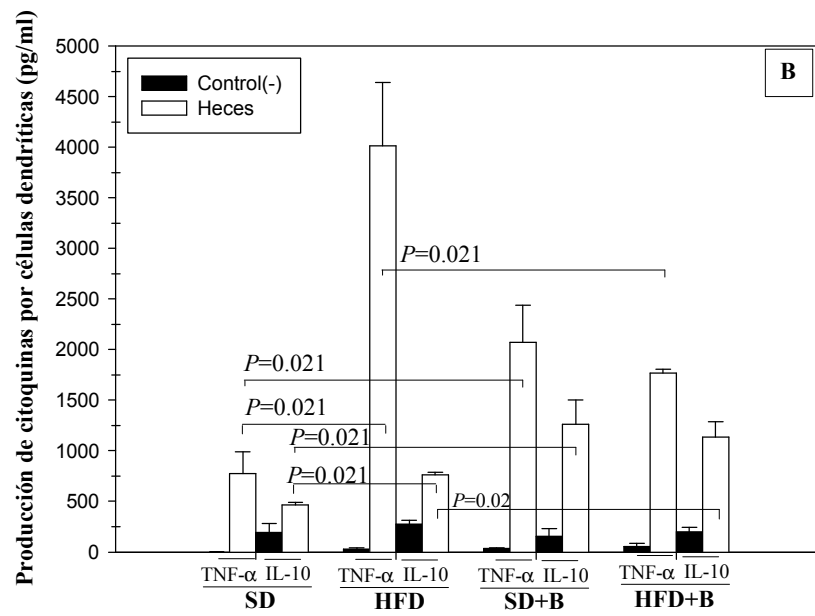 Producción de citoquinas por células dendríticas (pg/ml)
5000
4500
4000
3500
3000
2500
2000
1500
1000
500
0
Control(-)
Heces
B
P=0.021
P=0.021
P=0.021
P=0.021
P=0.021
P=0.02
TNF-α IL-10 TNF-α IL-10 TNF-α IL-10 TNF-α IL-10
SD HFD SD+B HFD+B